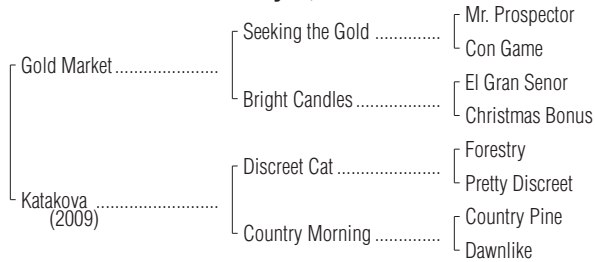 Mr. Prospector
Seeking the Gold ..............
Con Game
Gold Market......................
El Gran Senor
Bright Candles ..................
Christmas Bonus
Forestry
Discreet Cat ......................
Pretty Discreet
Katakova ..........................
(2009)
Country Pine
Country Morning ..............
Dawnlike